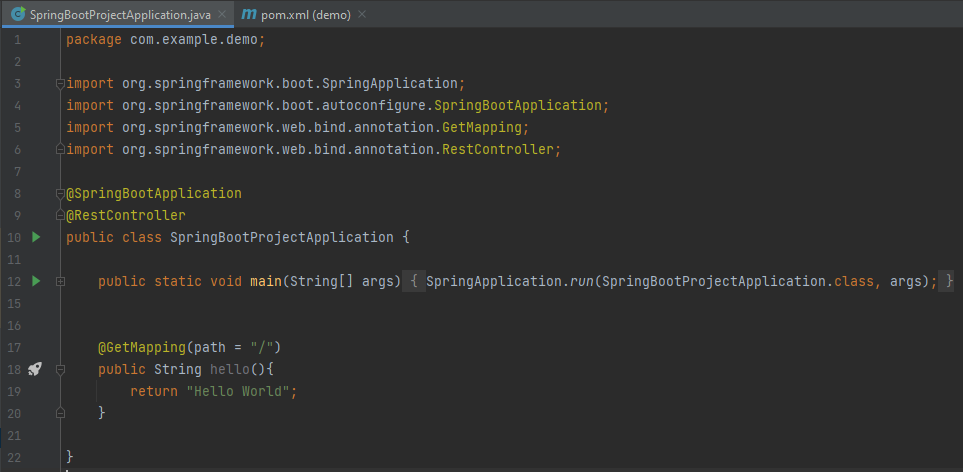 SpringBootProjectApplication.java × m pom.xml (demo) ×
1 package com.example.demo;
2
3 import org.springframework.boot.SpringApplication;
4 import org.springframework.boot.autoconfigure.SpringBootApplication;
5 import org.springframework.web.bind.annotation.GetMapping;
6 import org.springframework.web.bind.annotation.RestController;
7
8 @SpringBootApplication
9 @RestController
10 public class SpringBootProjectApplication {
11
12 public static void main(String[] args) { SpringApplication.run(SpringBootProjectApplication.class, args); }
15
16
17 @GetMapping(path = "/")
18 public String hello(){
19 return "Hello World";
20 }
21
22 }